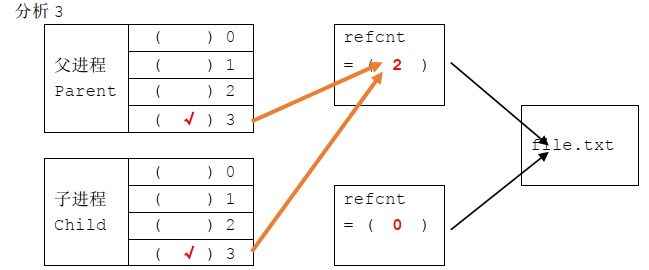 分析 3
父进程
Parent
( ) 0
( ) 1
( ) 2
( √ ) 3
refcnt
= ( 2 )
file.txt
子进程
Child
( ) 0
( ) 1
( ) 2
( √ ) 3
refcnt
= ( 0 )